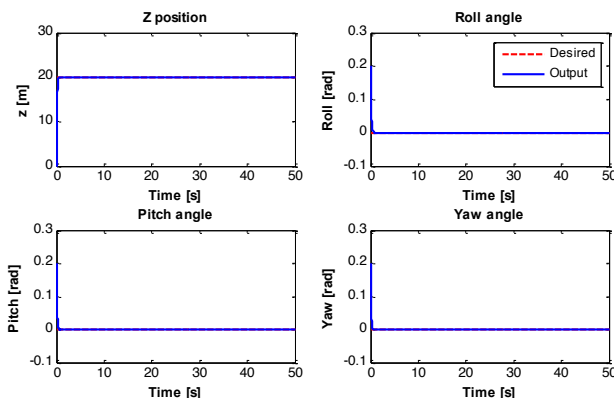 Z position
30
20
10
0
z [m]
0 10 20 30 40 50
Time [s]
Roll angle
0.3
0.2
0.1
0
-0.1
Roll [rad]
Desired
Output
0 10 20 30 40 50
Time [s]
Pitch angle
0.3
0.2
0.1
0
-0.1
Pitch [rad]
0 10 20 30 40 50
Time [s]
Yaw angle
0.3
0.2
0.1
0
-0.1
Yaw [rad]
0 10 20 30 40 50
Time [s]